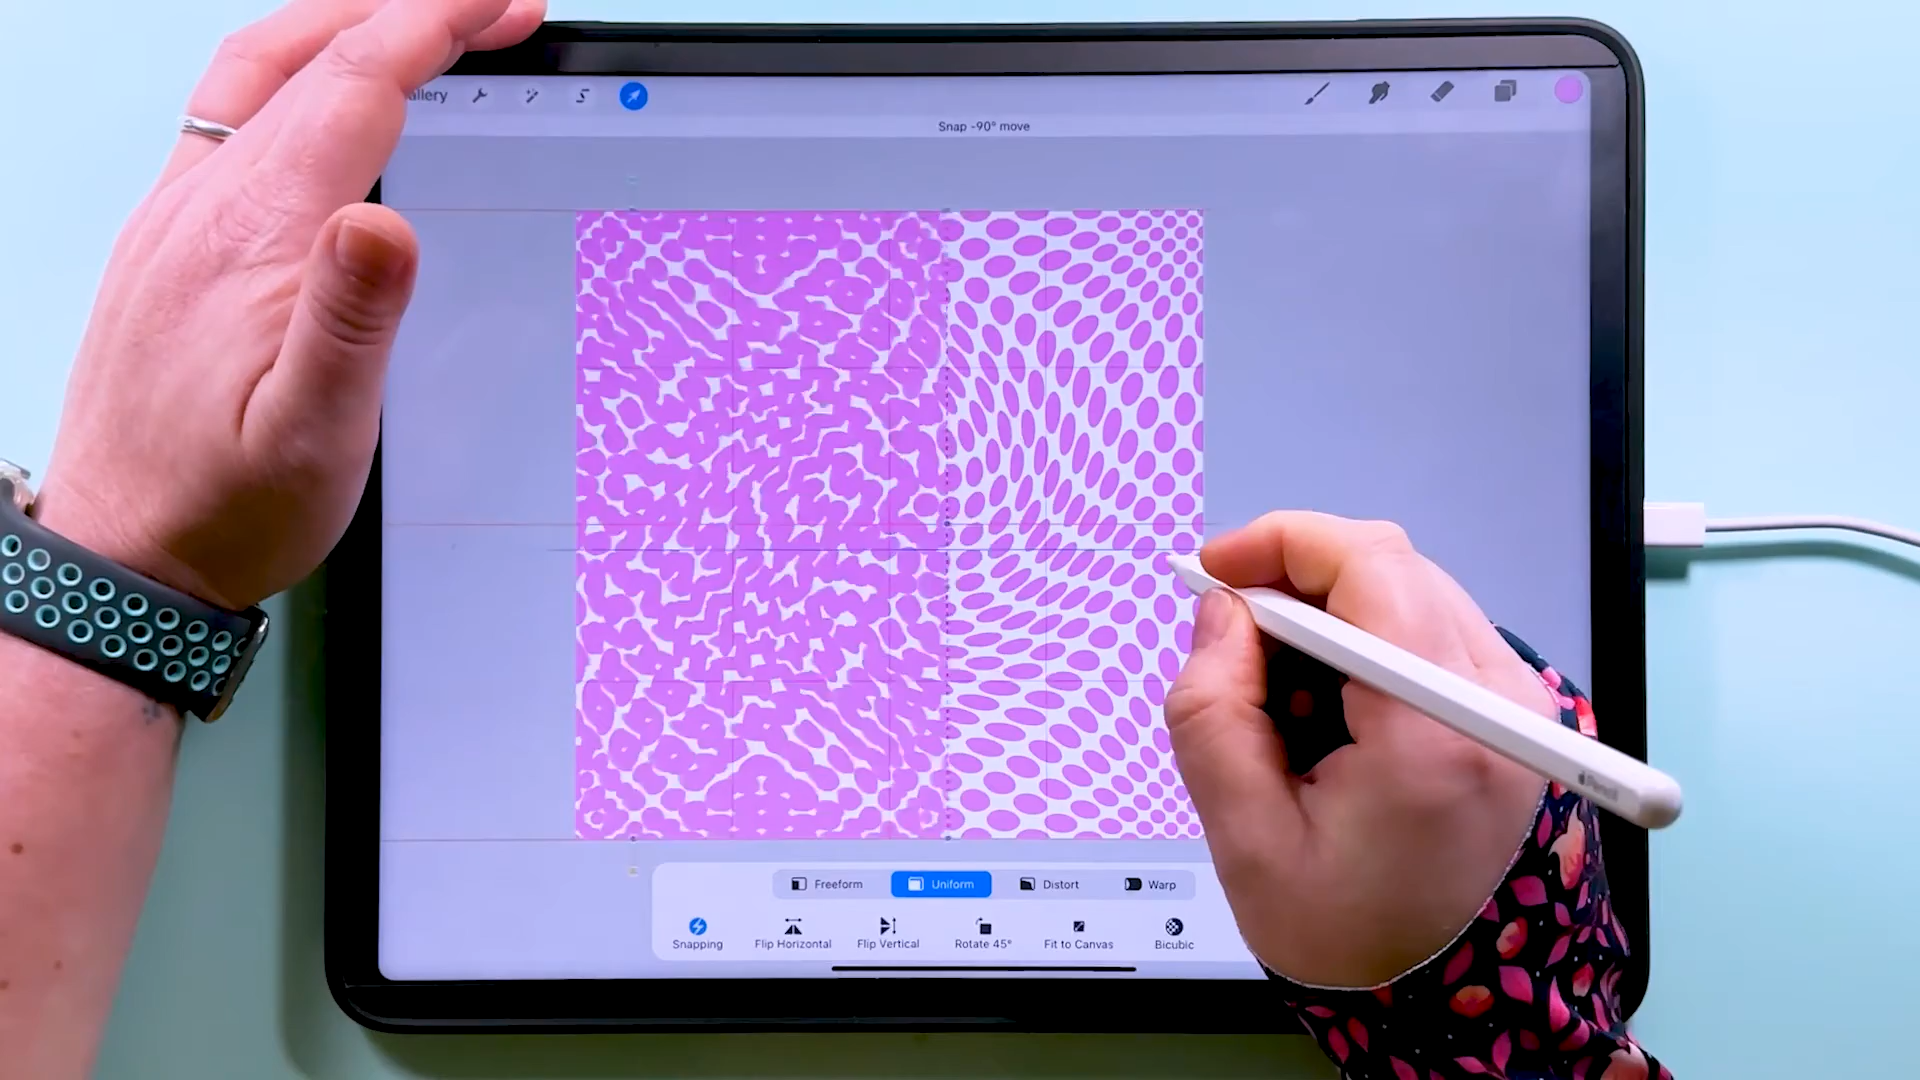 allery
Snap -90° move
Freeform
Uniform
Distort
Warp
Snapping
Flip Horizontal
Flip Vertical
Rotate 45°
Fit to Canvas
Bicubic
Pencil